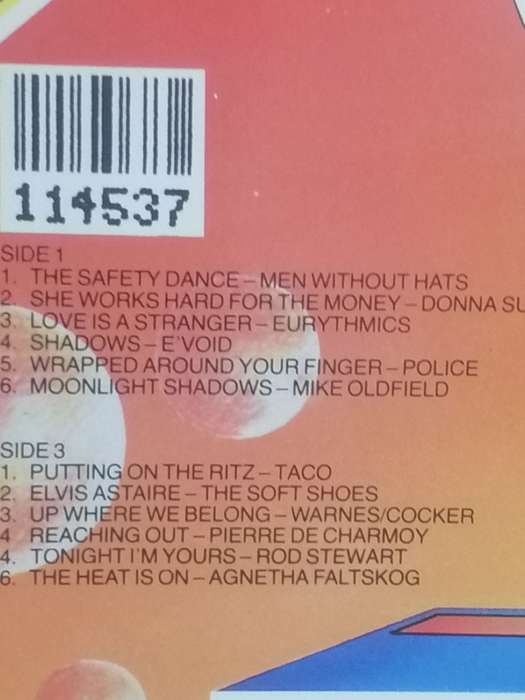 114537
SIDE 1
1. THE SAFETY DANCE – MEN WITHOUT HATS
2. SHE WORKS HARD FOR THE MONEY – DONNA SU
3. LOVE IS A STRANGER – EURYTHMICS
4. SHADOWS – E'VOID
5. WRAPPED AROUND YOUR FINGER – POLICE
6. MOONLIGHT SHADOWS – MIKE OLDFIELD
SIDE 3
1. PUTTING ON THE RITZ – TACO
2. ELVIS ASTAIRE – THE SOFT SHOES
3. UP WHERE WE BELONG – WARNES/COCKER
4 REACHING OUT – PIERRE DE CHARMOY
4. TONIGHT I'M YOURS – ROD STEWART
6. THE HEAT IS ON – AGNETHA FALTSKOG